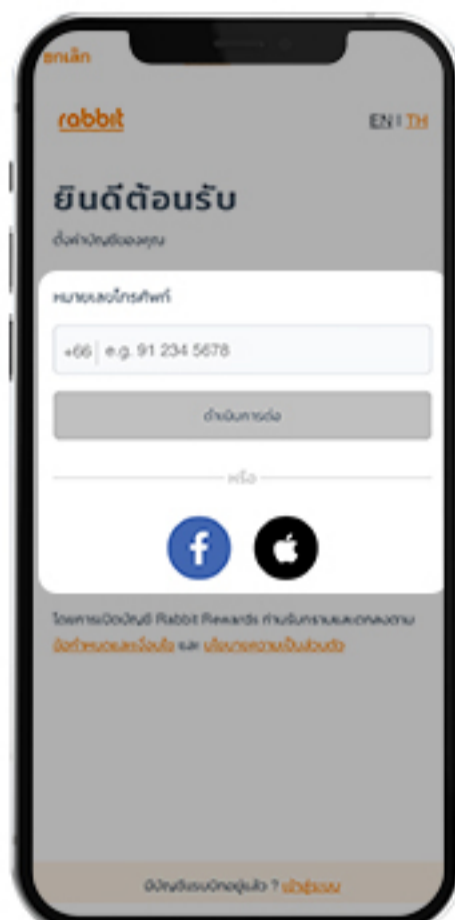 ยกเลิก
rabbit
EN | TH
ยินดีต้อนรับ
ตั้งค่าบัญชีของคุณ
หมายเลขโทรศัพท์
+66 | e.g. 91 234 5678
ดำเนินการต่อ
หรือ
โดยการเปิดบัญชี Rabbit Rewards ท่านรับทราบและตกลงตาม
ข้อกำหนดและเงื่อนไข และ นโยบายความเป็นส่วนตัว
มีบัญชีแรบบิทอยู่แล้ว ? เข้าสู่ระบบ